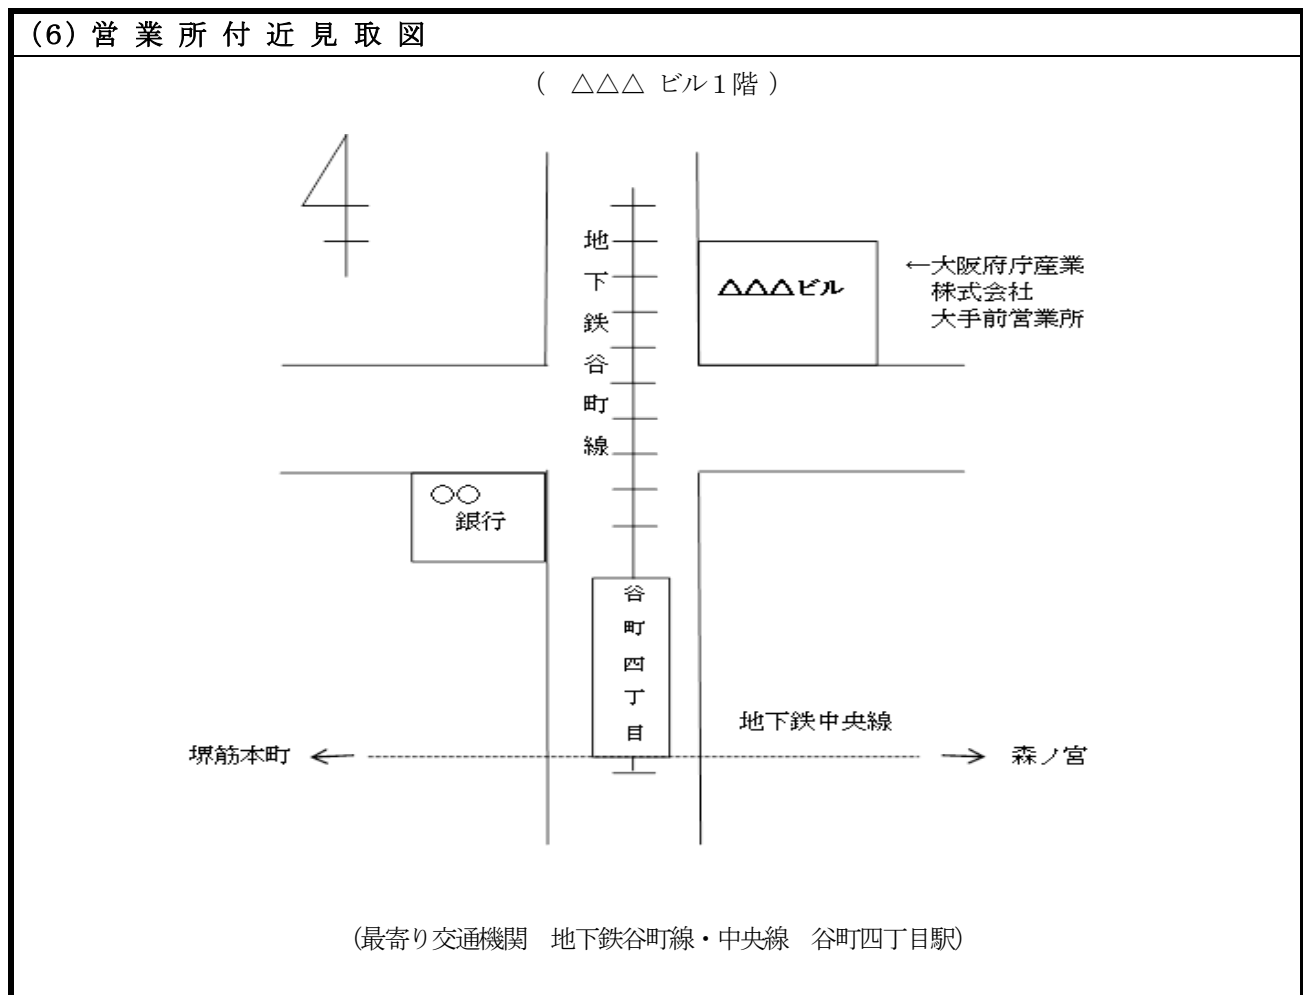 (6) 営業所付近見取図
（ △△△ ビル１階 ）
地下鉄谷町線
△△△ビル
←大阪府庁産業
株式会社
大手前営業所
○○
銀行
谷町四丁目
地下鉄中央線
堺筋本町
森ノ宮
（最寄り交通機関　地下鉄谷町線・中央線　谷町四丁目駅）